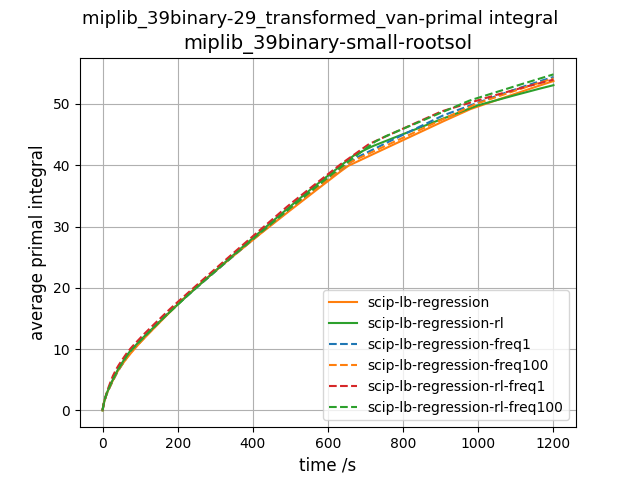 miplib_39binary-29_transformed_van-primal integral
miplib_39binary-small-rootsol
average primal integral
50
40
30
20
10
0
0 200 400 600 800 1000 1200
time /s
scip-lb-regression
scip-lb-regression-rl
scip-lb-regression-freq1
scip-lb-regression-freq100
scip-lb-regression-rl-freq1
scip-lb-regression-rl-freq100